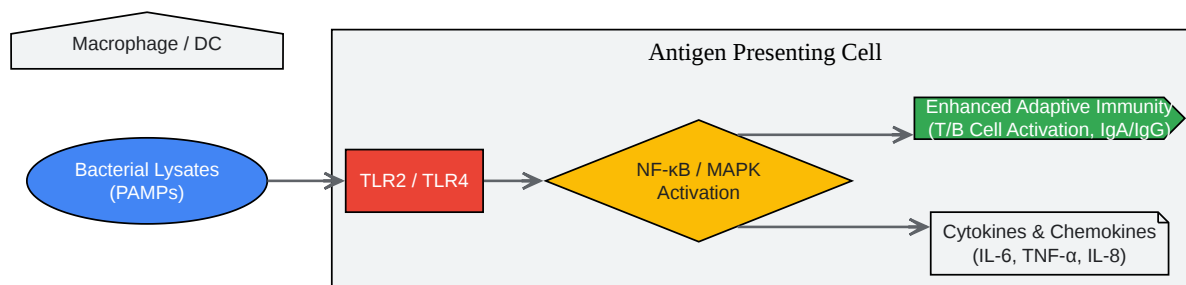 Macrophage / DC
Antigen Presenting Cell
Enhanced Adaptive Immunity
(T/B Cell Activation, IgA/IgG)
Bacterial Lysates
(PAMPs)
TLR2 / TLR4
NF-κB / MAPK
Activation
Cytokines & Chemokines
(IL-6, TNF-α, IL-8)